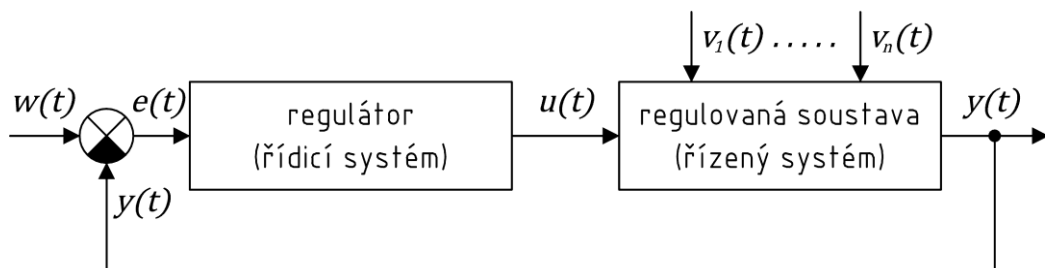 v₁(t) ..... vₙ(t)
w(t)
e(t)
regulátor
(řídicí systém)
u(t)
regulovaná soustava
(řízený systém)
y(t)
y(t)